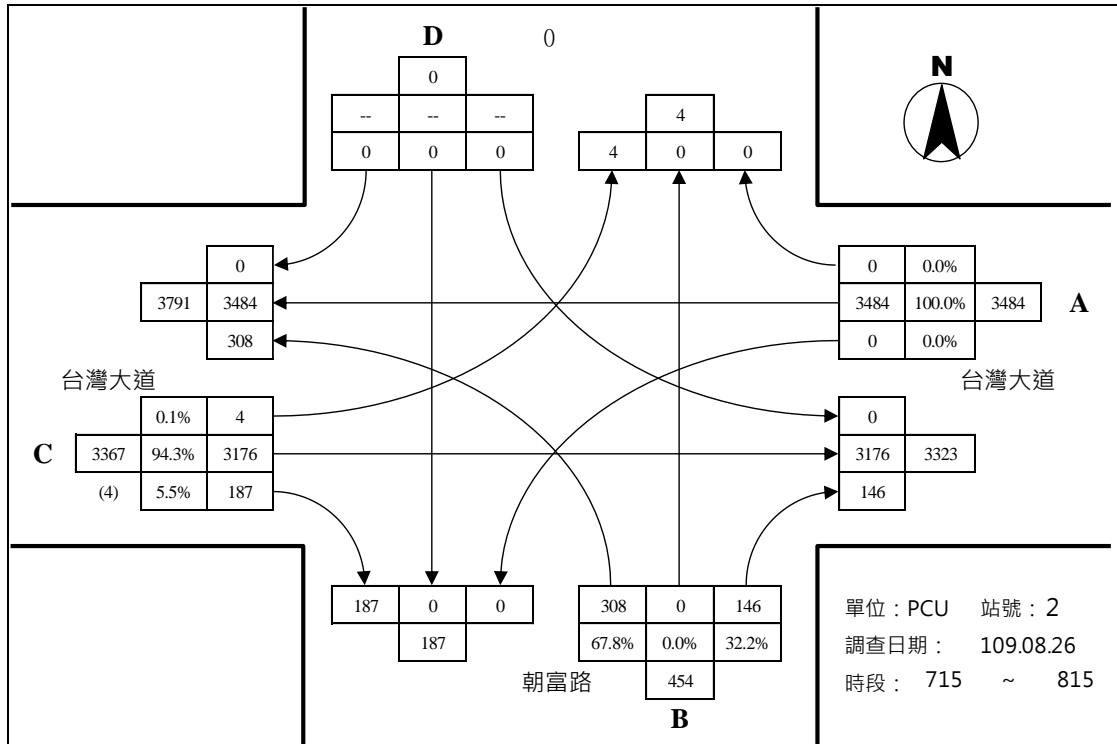 D 0
0
-- -- --
0 0 0
4
4 0 0
N
0
3791 3484
308
0 0.0%
3484 100.0% 3484
0 0.0%
A
台灣大道
台灣大道
0.1% 4
C 3367 94.3% 3176
(4) 5.5% 187
0
3176 3323
146
187 0 0
187
308 0 146
67.8% 0.0% 32.2%
454
朝富路
B
單位：PCU 站號：2
調查日期： 109.08.26
時段： 715 ~ 815